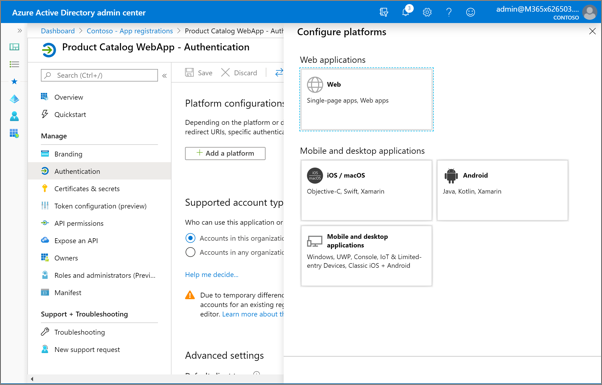 Azure Active Directory admin center
2
admin@M365x626503....
CONTOSO
Dashboard > Contoso - App registrations > Product Catalog WebApp - Aut
Product Catalog WebApp - Authentication
Search (Ctrl+/)
Overview
Quickstart
Manage
Branding
Authentication
Certificates & secrets
Token configuration (preview)
API permissions
Expose an API
Owners
Roles and administrators (Previ...
Manifest
Support + Troubleshooting
Troubleshooting
New support request
Save
Discard
Platform configurations
Depending on the platform or d
redirect URIs, specific authentica
+ Add a platform
Supported account typ
Who can use this application or
Accounts in this organizatio
Accounts in any organizatio
Help me decide...
Due to temporary differenc
accounts for an existing reg
editor. Learn more about th
Advanced settings
Configure platforms
Web applications
Web
Single-page apps, Web apps
Mobile and desktop applications
iOS / macOS
Objective-C, Swift, Xamarin
Android
Java, Kotlin, Xamarin
Mobile and desktop
applications
Windows, UWP, Console, IoT & Limited-
entry Devices, Classic iOS + Android